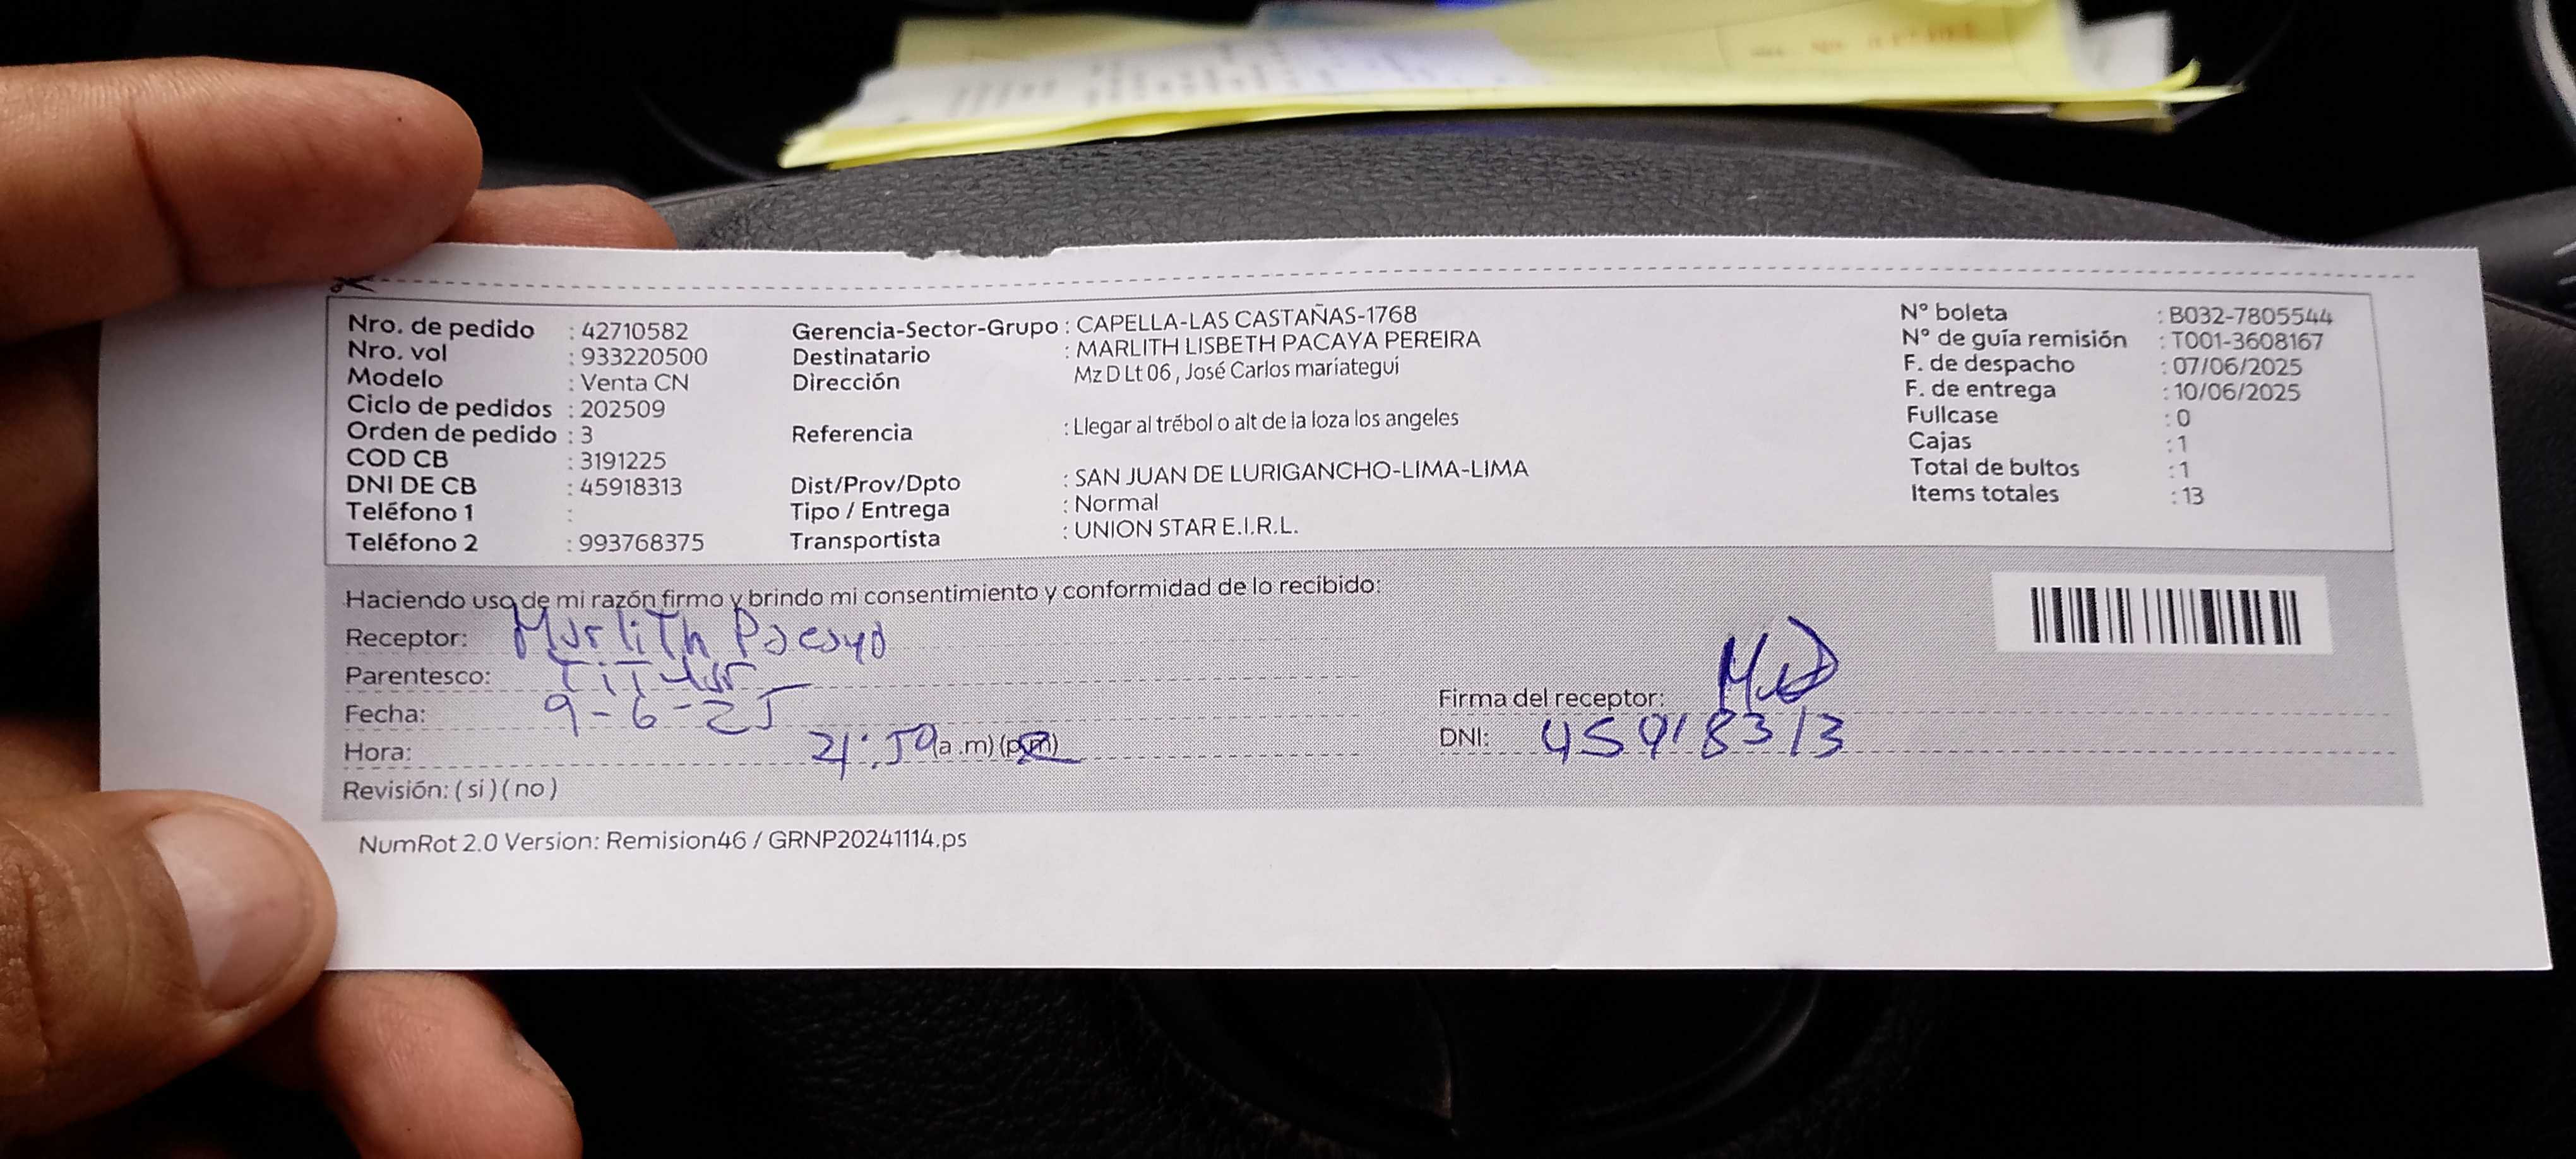 Nro. de pedido : 42710582
Nro. vol : 933220500
Modelo : Venta CN
Ciclo de pedidos : 202509
Orden de pedido : 3
COD CB : 3191225
DNI DE CB : 45918313
Teléfono 1 :
Teléfono 2 : 993768375
Gerencia-Sector-Grupo : CAPELLA-LAS CASTAÑAS-1768
Destinatario : MARLITH LISBETH PACAYA PEREIRA
Dirección Mz D Lt 06 , José Carlos mariategui
Referencia : Llegar al trébol o alt de la loza los angeles
Dist/Prov/Dpto : SAN JUAN DE LURIGANCHO-LIMA-LIMA
Tipo / Entrega : Normal
Transportista : UNION STAR E.I.R.L.
N° boleta : B032-7805544
N° de guía remisión : T001-3608167
F. de despacho : 07/06/2025
F. de entrega : 10/06/2025
Fullcase : 0
Cajas : 1
Total de bultos : 1
Items totales : 13
Haciendo uso de mi razón firmo y brindo mi consentimiento y conformidad de lo recibido:
Receptor: Marlith Pacaya
Parentesco: Titular
Fecha: 9-6-25
Hora: 21:50 (a .m) (p.m)
Revisión: ( si ) ( no )
Firma del receptor:
DNI: 45918313
NumRot 2.0 Version: Remision46 / GRNP20241114.ps